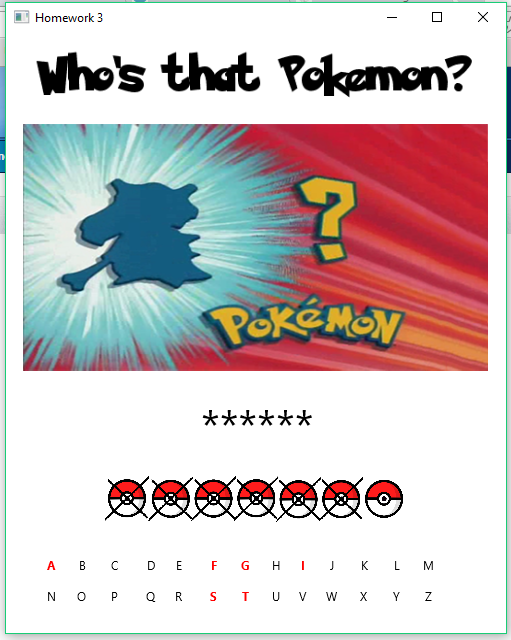 Homework 3
Who's that Pokemon?
?
POKéMON
******
A B C D E F G H I J K L M
N O P Q R S T U V W X Y Z